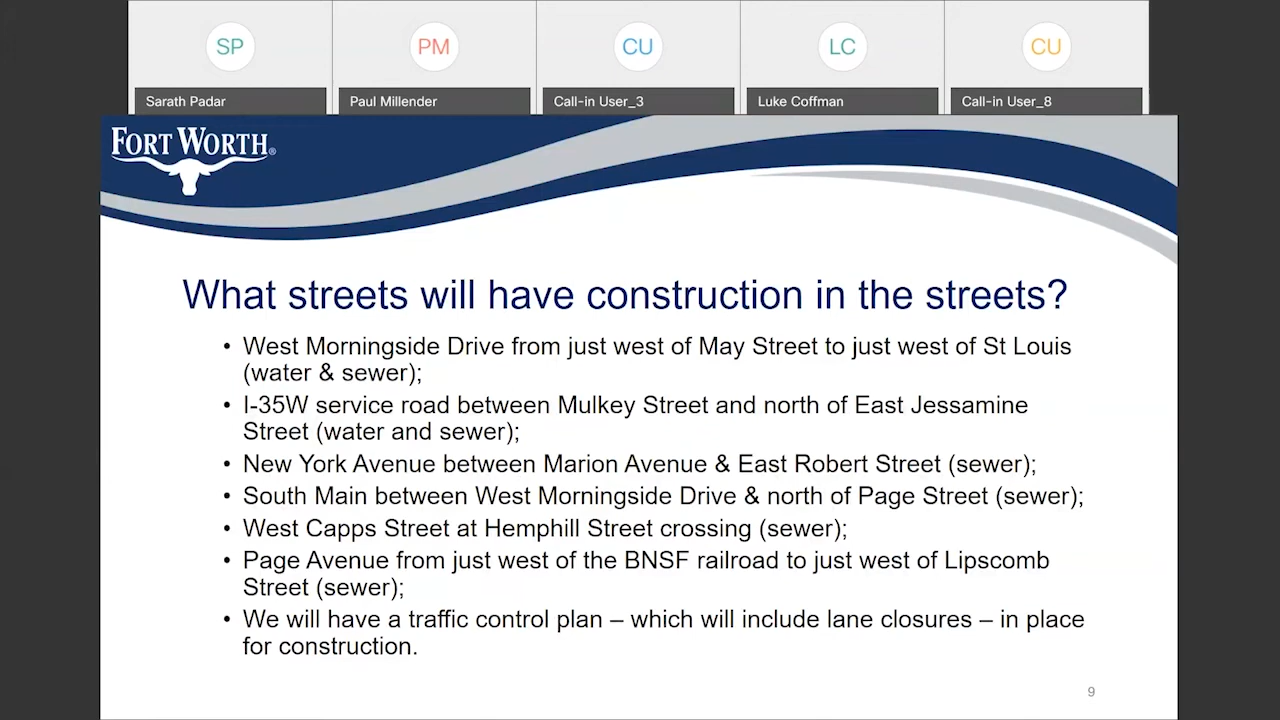 SP
PM
CU
LC
CU
Sarath Padar
Paul Millender
Call-in User_3
Luke Coffman
Call-in User_8
FORT WORTH®
What streets will have construction in the streets?
• West Morningside Drive from just west of May Street to just west of St Louis
(water & sewer);
• I-35W service road between Mulkey Street and north of East Jessamine
Street (water and sewer);
• New York Avenue between Marion Avenue & East Robert Street (sewer);
• South Main between West Morningside Drive & north of Page Street (sewer);
• West Capps Street at Hemphill Street crossing (sewer);
• Page Avenue from just west of the BNSF railroad to just west of Lipscomb
Street (sewer);
• We will have a traffic control plan – which will include lane closures – in place
for construction.
9